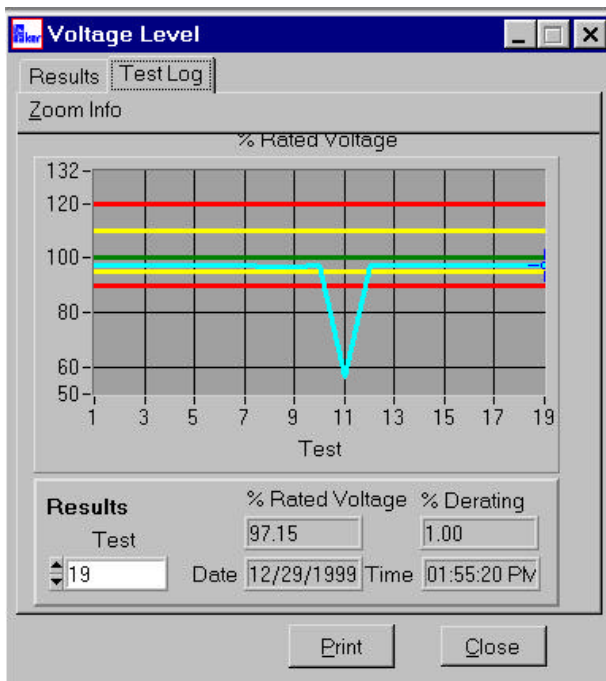 Baker Voltage Level
Results Test Log
Zoom Info
% Rated Voltage
132
120
100
80
60
50
1 3 5 7 9 11 13 15 17 19
Test
Results
% Rated Voltage % Derating
Test
97.15 1.00
19
Date 12/29/1999 Time 01:55:20 PM
Print Close